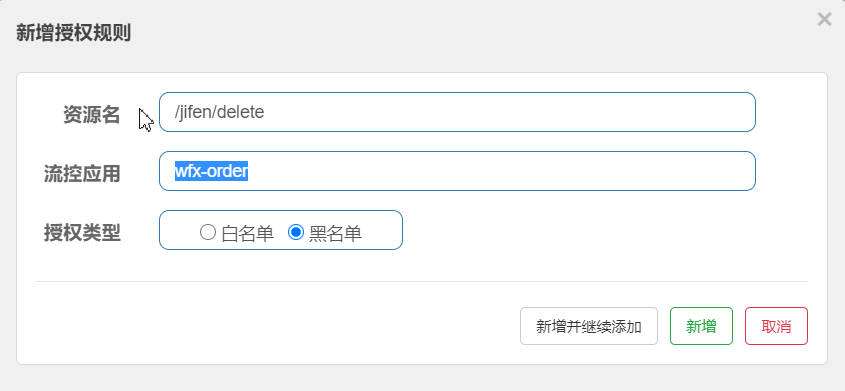 新增授权规则
×
资源名 /jifen/delete
流控应用 wfx-order
授权类型 白名单 黑名单
新增并继续添加 新增 取消